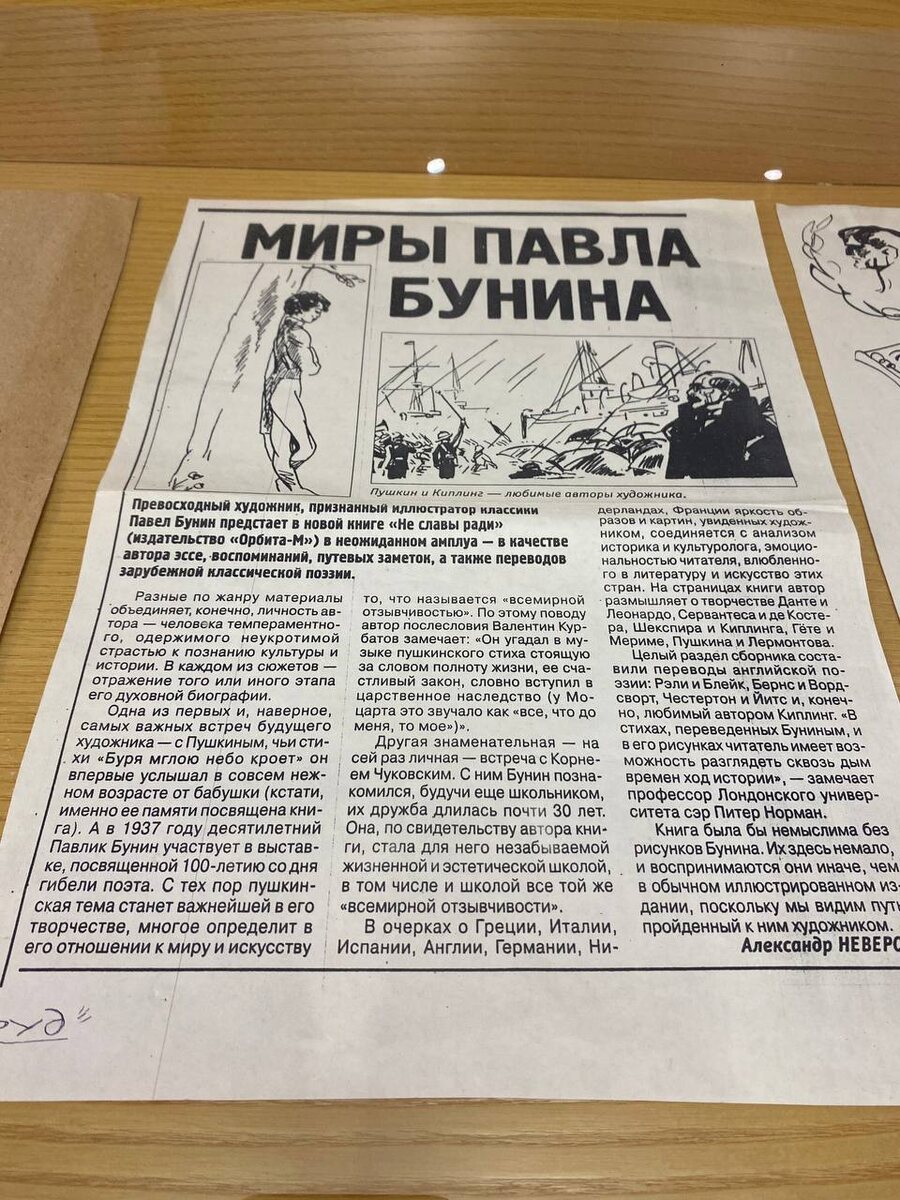 МИРЫ ПАВЛА
БУНИНА
Пушкин и Киплинг — любимые авторы художника.
Превосходный художник, признанный иллюстратор классики
Павел Бунин предстает в новой книге «Не славы ради»
(издательство «Орбита-М») в неожиданном амплуа — в качестве
автора эссе, воспоминаний, путевых заметок, а также переводов
зарубежной классической поэзии.
Разные по жанру материалы
объединяет, конечно, личность ав-
тора — человека темпераментно-
го, одержимого неукротимой
страстью к познанию культуры и
истории. В каждом из сюжетов —
отражение того или иного этапа
его духовной биографии.
Одна из первых и, наверное,
самых важных встреч будущего
художника — с Пушкиным, чьи сти-
хи «Буря мглою небо кроет» он
впервые услышал в совсем неж-
ном возрасте от бабушки (кстати,
именно ее памяти посвящена кни-
га). А в 1937 году десятилетний
Павлик Бунин участвует в выстав-
ке, посвященной 100-летию со дня
гибели поэта. С тех пор пушкин-
ская тема станет важнейшей в его
творчестве, многое определит в
его отношении к миру и искусству
то, что называется «всемирной
отзывчивостью». По этому поводу
автор послесловия Валентин Кур-
батов замечает: «Он угадал в му-
зыке пушкинского стиха стоящую
за словом полноту жизни, ее сча-
стливый закон, словно вступил в
царственное наследство (у Мо-
царта это звучало как «все, что до
меня, то мое»)».
Другая знаменательная — на
сей раз личная — встреча с Корне-
ем Чуковским. С ним Бунин позна-
комился, будучи еще школьником,
их дружба длилась почти 30 лет.
Она, по свидетельству автора кни-
ги, стала для него незабываемой
жизненной и эстетической школой,
в том числе и школой все той же
«всемирной отзывчивости».
В очерках о Греции, Италии,
Испании, Англии, Германии, Ни-
дерландах, Франции яркость об-
разов и картин, увиденных худож-
ником, соединяется с анализом
историка и культуролога, эмоцио-
нальностью читателя, влюбленно-
го в литературу и искусство этих
стран. На страницах книги автор
размышляет о творчестве Данте и
Леонардо, Сервантеса и де Косте-
ра, Шекспира и Киплинга, Гёте и
Мериме, Пушкина и Лермонтова.
Целый раздел сборника соста-
вили переводы английской по-
эзии: Рэли и Блейк, Бернс и Ворд-
сворт, Честертон и Йитс и, конеч-
но, любимый автором Киплинг. «В
стихах, переведенных Буниным, и
в его рисунках читатель имеет воз-
можность разглядеть сквозь дым
времен ход истории», — замечает
профессор Лондонского универ-
ситета сэр Питер Норман.
Книга была бы немыслима без
рисунков Бунина. Их здесь немало,
и воспринимаются они иначе, чем
в обычном иллюстрированном из-
дании, поскольку мы видим путь,
пройденный к ним художником.
Александр НЕВЕРО